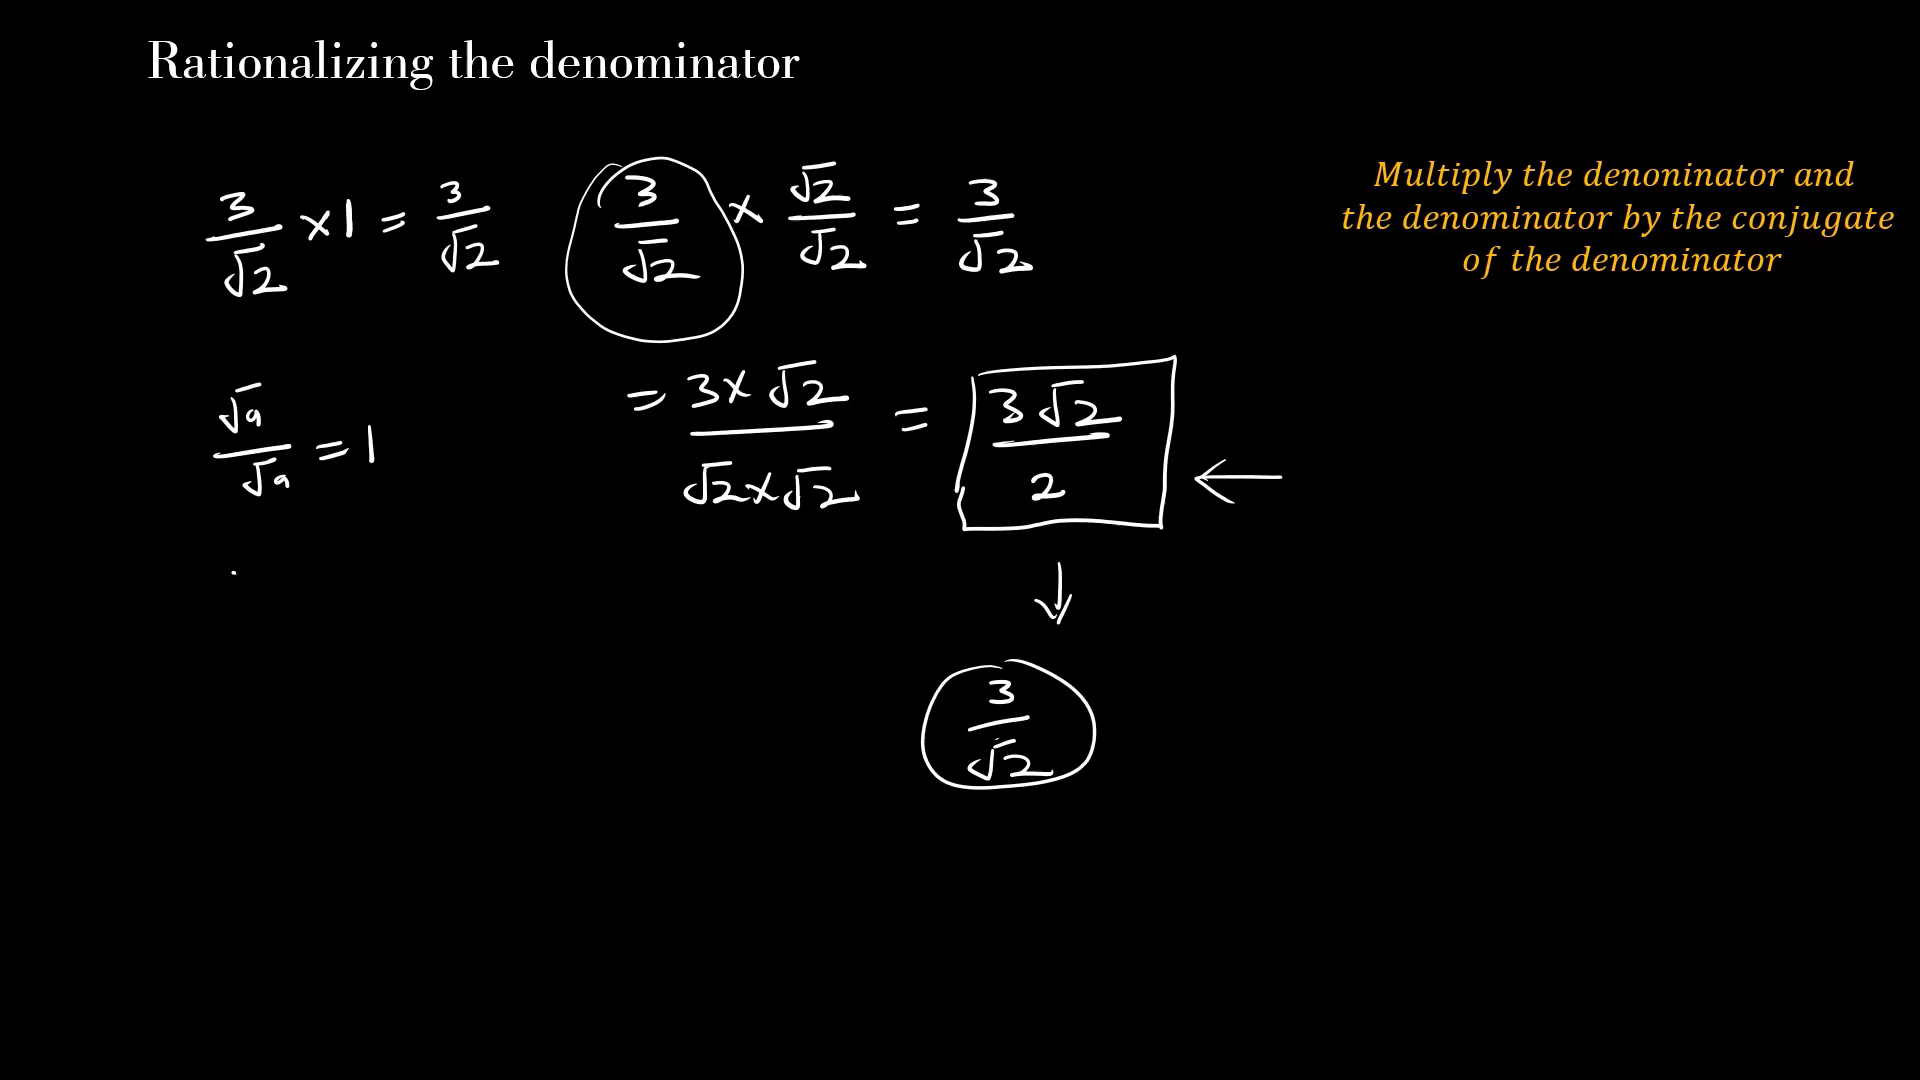 Rationalizing the denominator
3/√2 × 1 = 3/√2
3/√2 × √2/√2 = 3/√2
Multiply the denoninator and
the denominator by the conjugate
of the denominator
√a/√a = 1
= 3×√2/√2×√2 = 3√2/2 ←
↓
3/√2